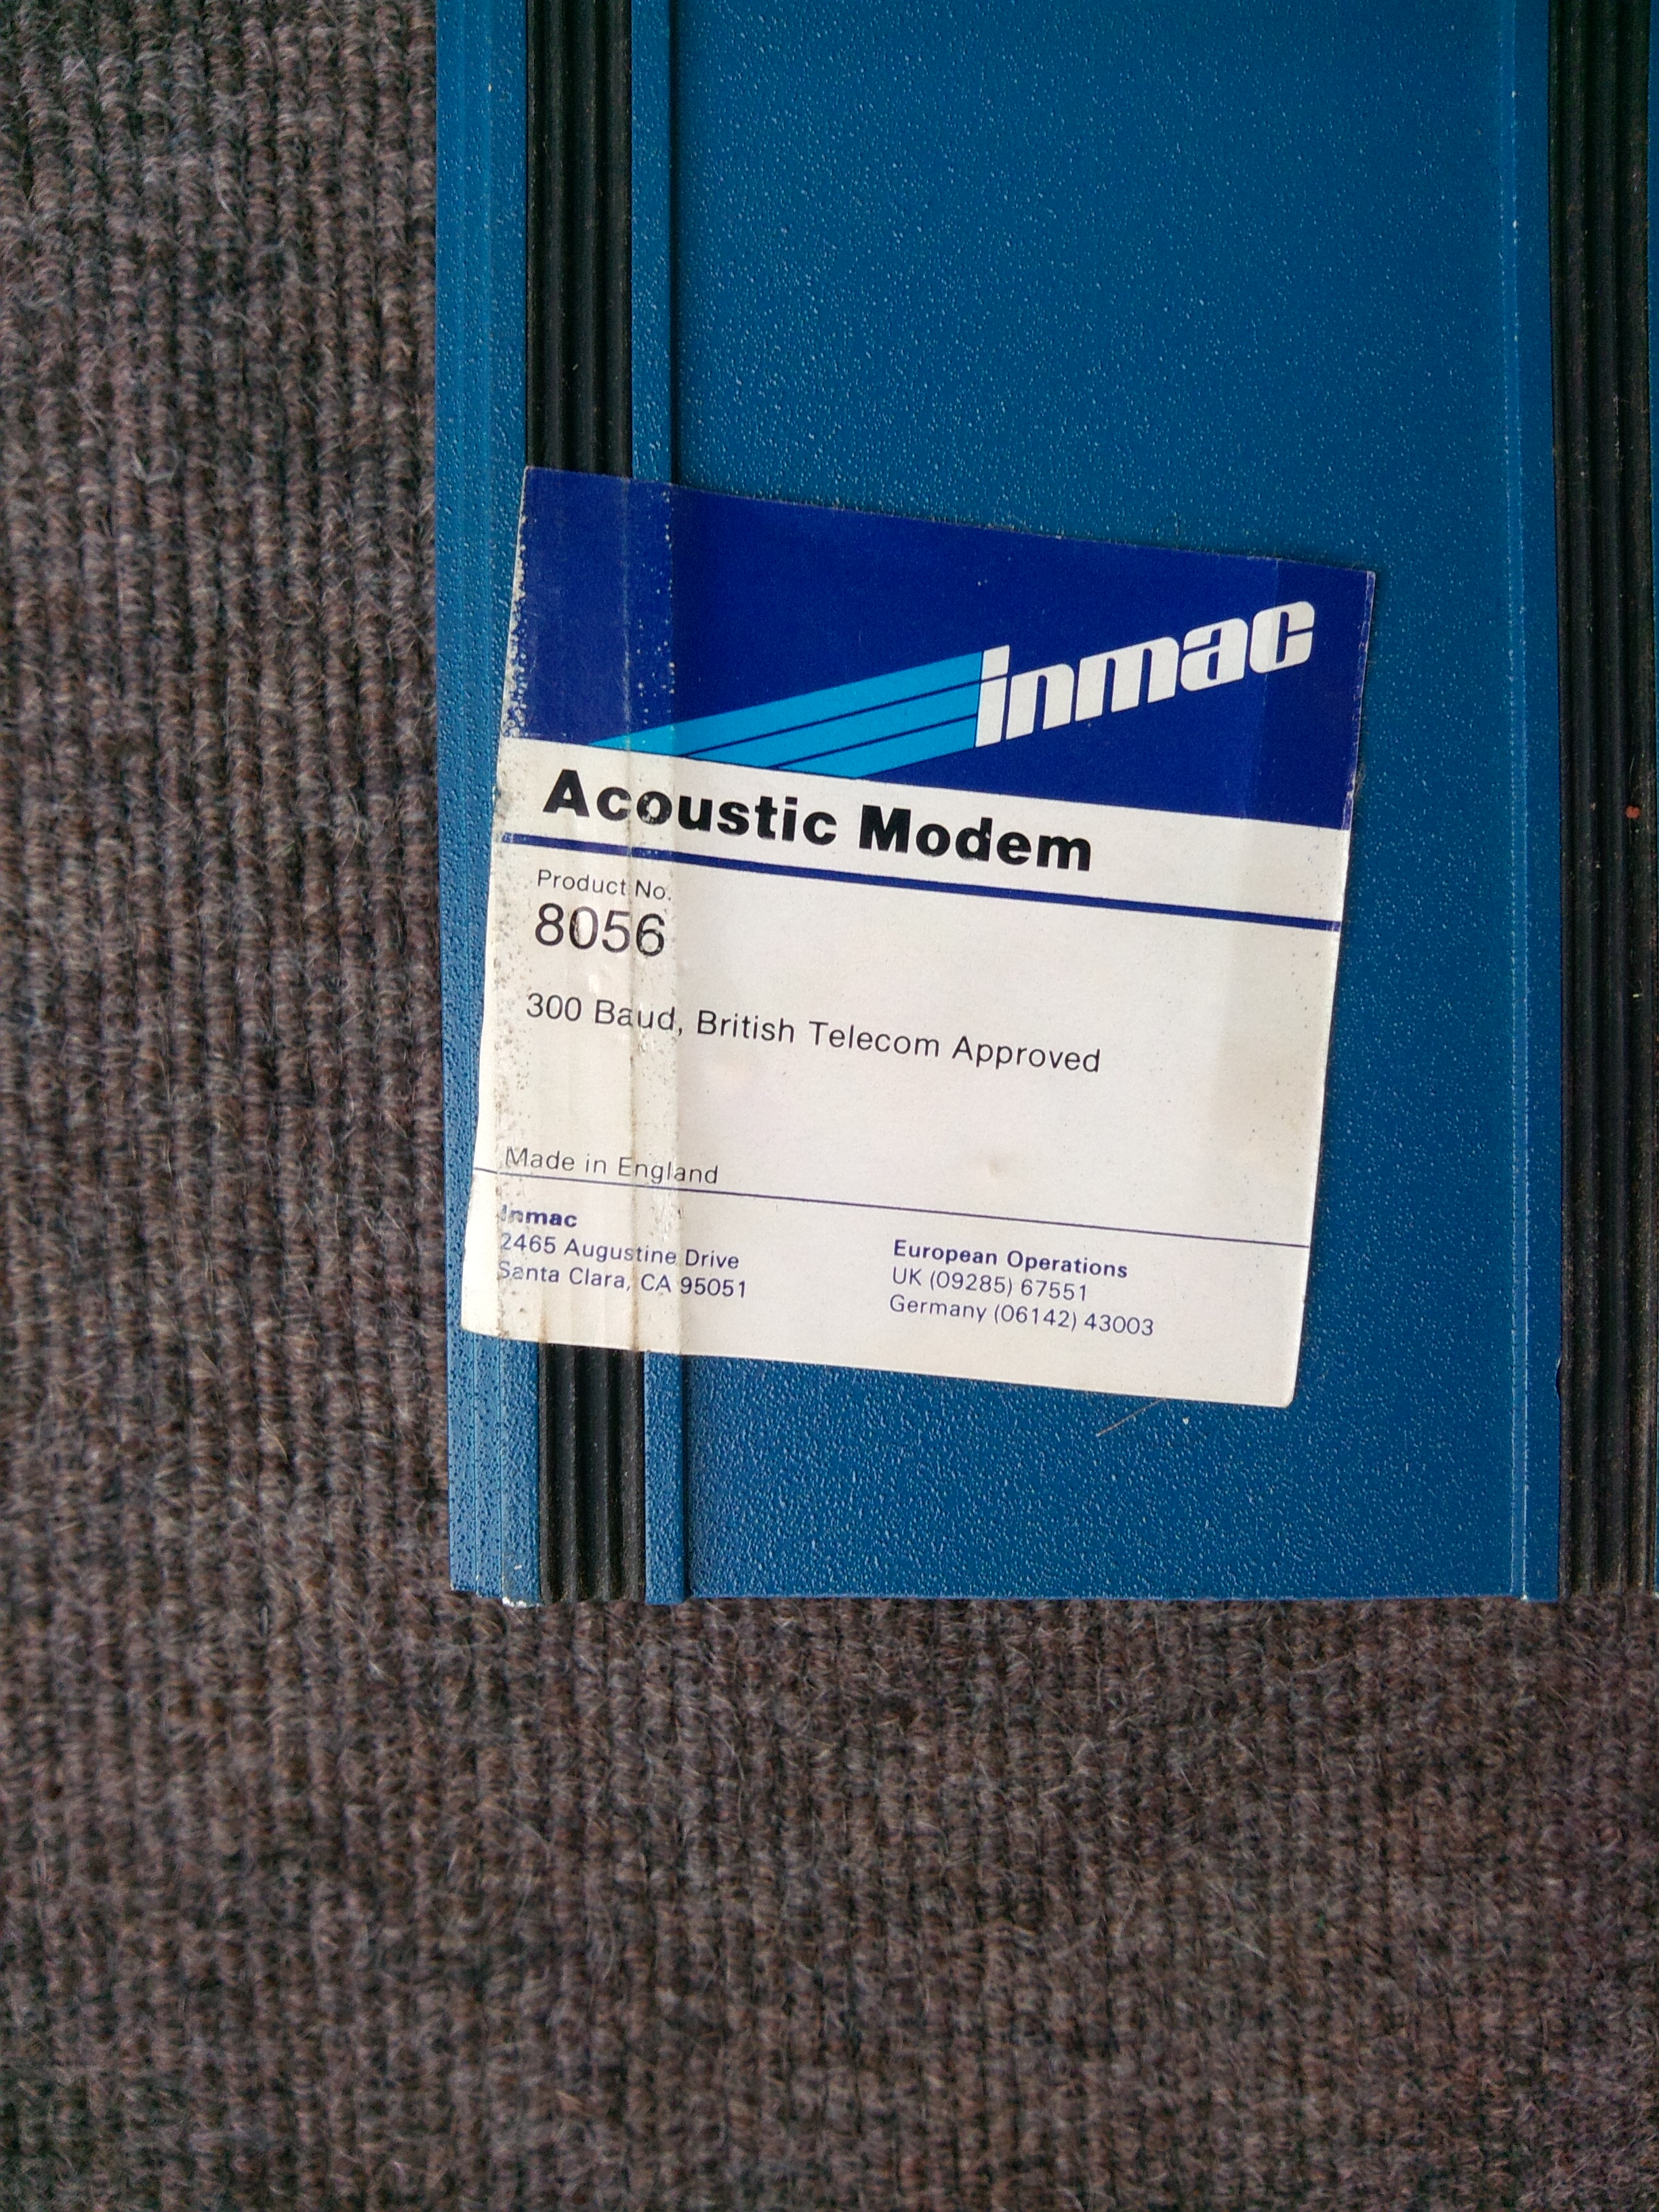 inmac
Acoustic Modem
Product No.
8056
300 Baud, British Telecom Approved
Made in England
Inmac
2465 Augustine Drive
Santa Clara, CA 95051
European Operations
UK (09285) 67551
Germany (06142) 43003